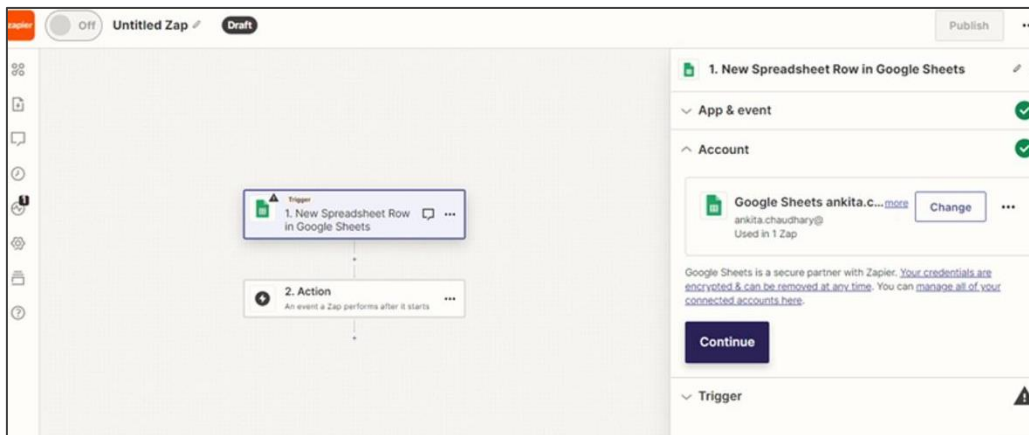 zapier
Off
Untitled Zap
Draft
Publish
1. New Spreadsheet Row in Google Sheets
App & event
Account
Google Sheets ankita.c... more
ankita.chaudhary@
Used in 1 Zap
Change
Google Sheets is a secure partner with Zapier. Your credentials are
encrypted & can be removed at any time. You can manage all of your
connected accounts here.
Continue
Trigger
Trigger
1. New Spreadsheet Row
in Google Sheets
2. Action
An event a Zap performs after it starts